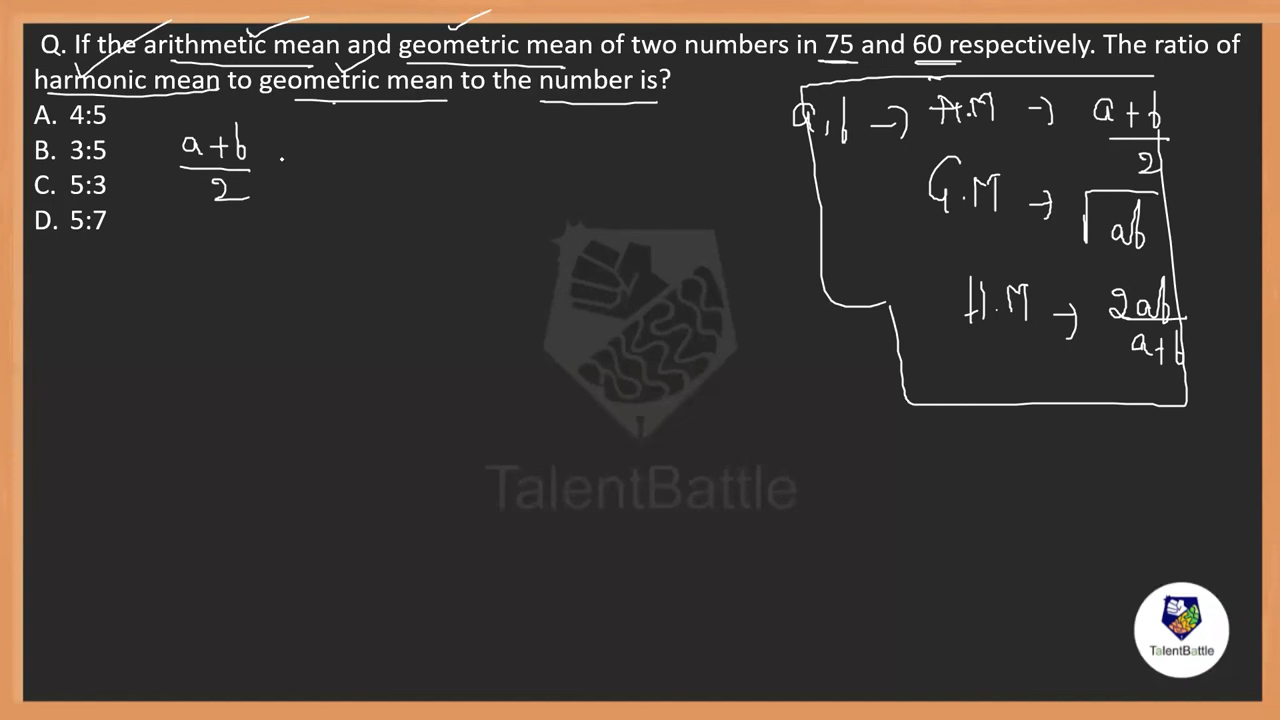 Q. If the arithmetic mean and geometric mean of two numbers in 75 and 60 respectively. The ratio of
harmonic mean to geometric mean to the number is?
A. 4:5
B. 3:5
C. 5:3
D. 5:7
a+b
2
a, b → A.M → a+b
2
G.M → √ab
H.M → 2ab
a+b
TalentBattle
TalentBattle